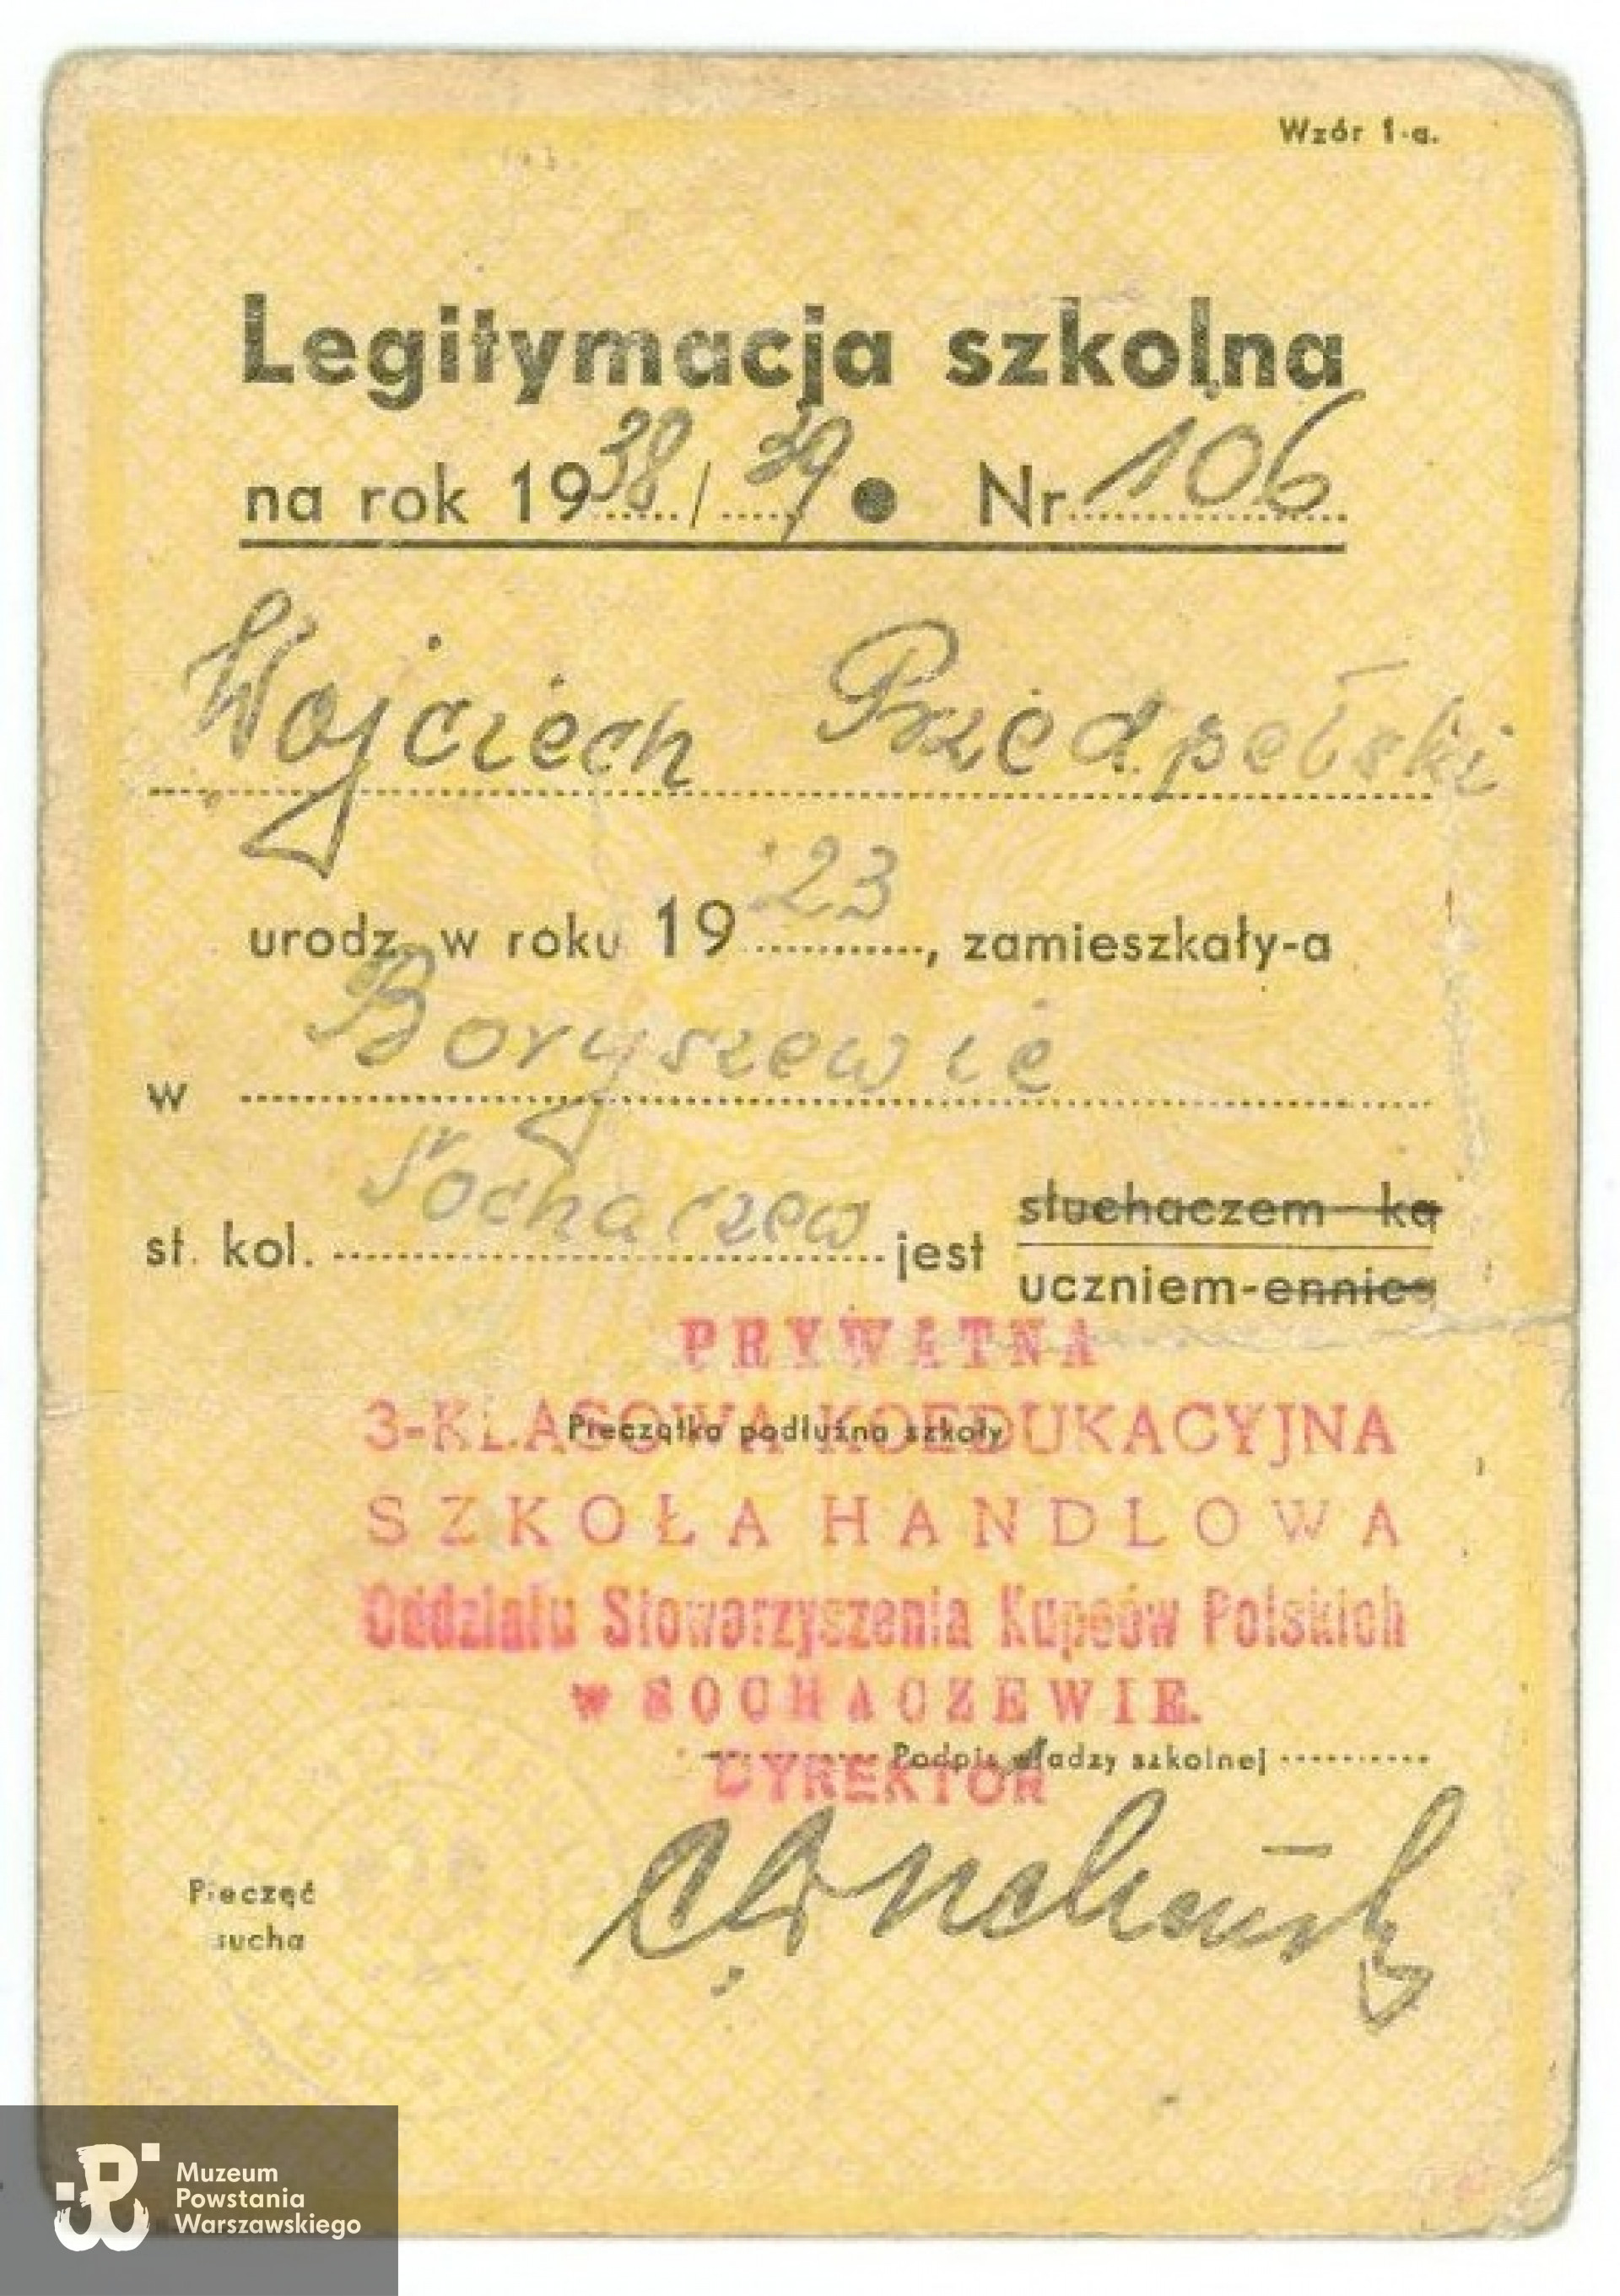 Wzór 1-a.
Legitymacja szkolna
na rok 1938/39 ● Nr 106
Wojciech Przedpełski
urodz. w roku 1923, zamieszkały-a
w Boryszewie
st. kol. Sochaczew jest słuchaczem-ką
uczniem-ennicą
PRYWATNA
3-KLASOWA KOEDUKACYJNA
Pieczątka podłużna szkoły
SZKOŁA HANDLOWA
Oddziału Stowarzyszenia Kupców Polskich
w SOCHACZEWIE.
Podpis władzy szkolnej
DYREKTOR
Pieczęć
sucha
Muzeum
Powstania
Warszawskiego